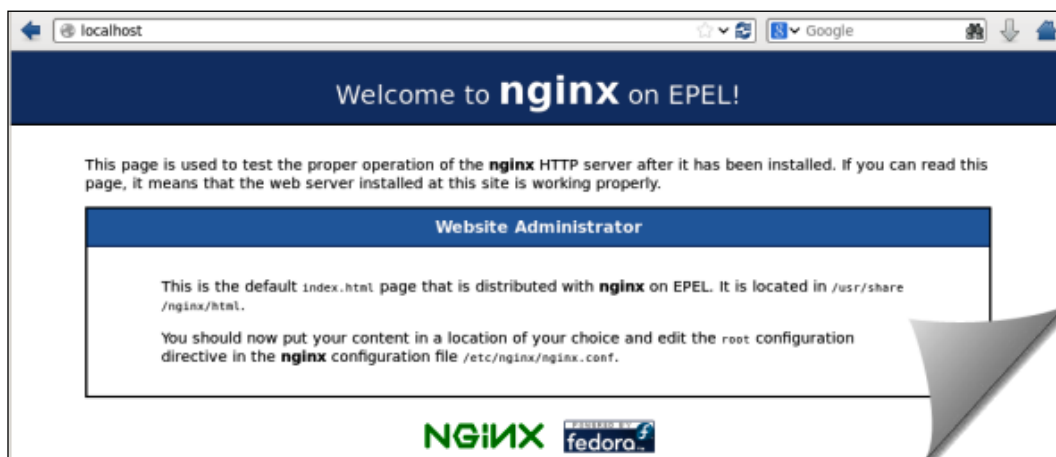 localhost
Google
Welcome to nginx on EPEL!
This page is used to test the proper operation of the nginx HTTP server after it has been installed. If you can read this
page, it means that the web server installed at this site is working properly.
Website Administrator
This is the default index.html page that is distributed with nginx on EPEL. It is located in /usr/share
/nginx/html.
You should now put your content in a location of your choice and edit the root configuration
directive in the nginx configuration file /etc/nginx/nginx.conf.
NGiNX
POWERED BY
fedora